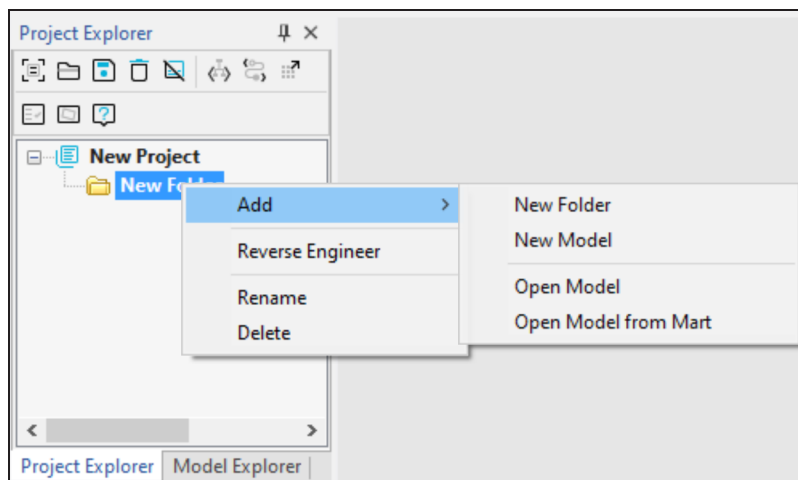 Project Explorer
New Project
New
Add
New Folder
New Model
Reverse Engineer
Open Model
Rename
Open Model from Mart
Delete
Project Explorer
Model Explorer